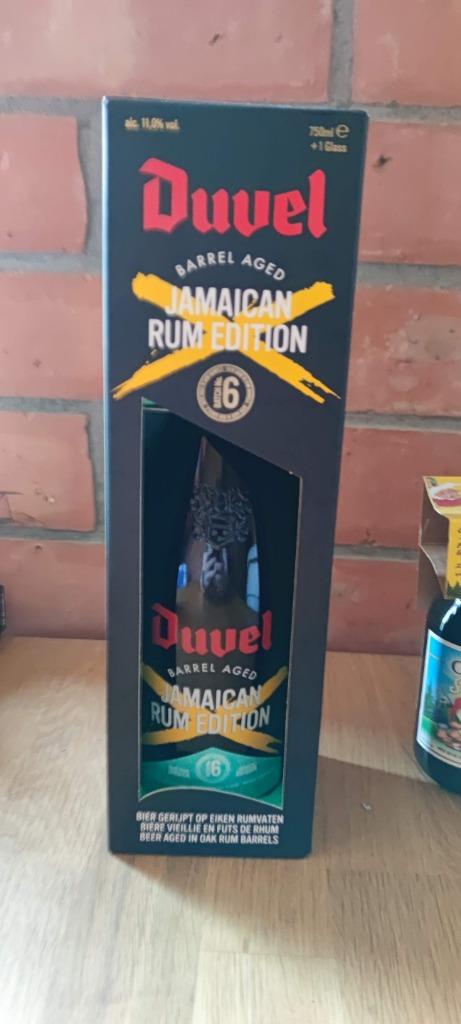 alc. 11,0% vol.
750ml ℮
+ 1 Glass
Duvel
BARREL AGED
JAMAICAN
RUM EDITION
BATCH No. 6
Duvel
BARREL AGED
JAMAICAN
RUM EDITION
6
BIER GERIJPT OP EIKEN RUMVATEN
BIÈRE VIEILLIE EN FUTS DE RHUM
BEER AGED IN OAK RUM BARRELS